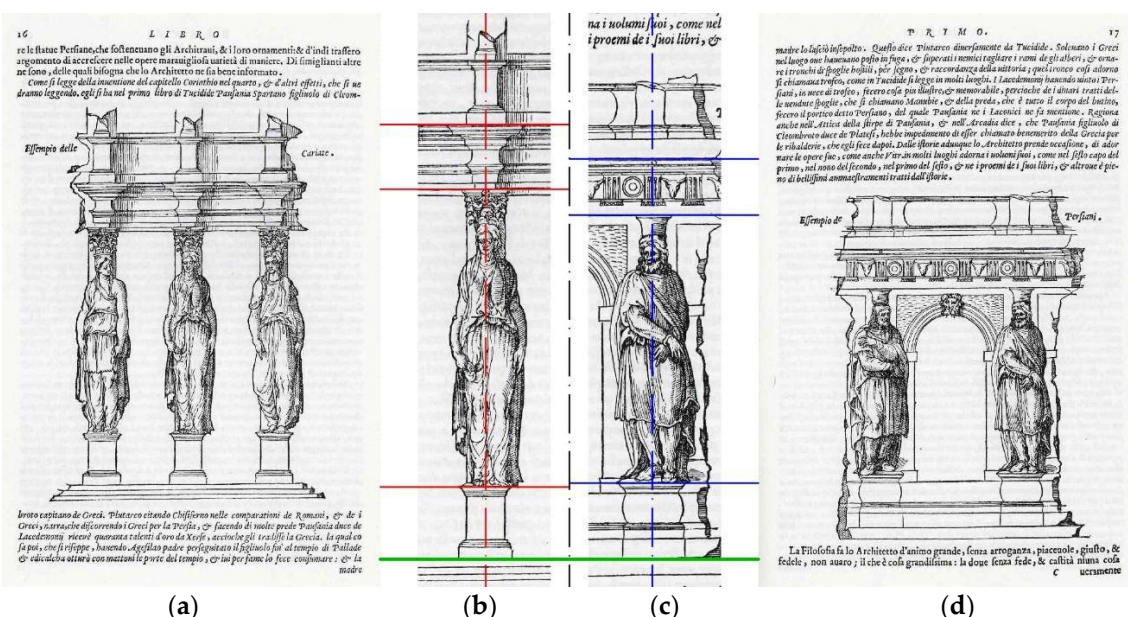 16 LIBRO
re le statue Persiane, che sosteneuano gli Architraui, & i loro ornamenti: & d'indi trassero
argomento di accrescere nelle opere marauigliosa uarietà di maniere. Di simiglianti altre
ne sono, delle quali bisogna che lo Architetto ne sia bene informato.
Come si legge della inuentione del capitello Corinthio nel quarto, & d'altri effetti, che si ue
dranno leggendo, egli si ha nel primo libro di Tucidide Pausania Spartano figliuolo di Cleom-
Essempio delle
Cariate.
broto capitano de Greci. Plutarco citando
nelle comparationi de Romani, & de i
Greci, narra, che discorrendo i Greci per la Persia, & facendo di molte prede Pausania duce de
Lacedemonij riceuè quaranta talenti d'oro da Xerse, accioche gli tradisse la Grecia. la qual co
sa poi, che si riseppe, hauendo Agesilao padre perseguitato il figliuolo sui al tempio di Pallade
otturò con mattoni le porte del tempio, & iui per fame lo fece consumare: & la
madre
na i uolumi suoi, come nel
i proemi de i suoi libri, &
PRIMO. 17
madre lo lasciò insepolto. Questo dice Plutarco diuersamente da Tucidide. Soleuano i Greci
nel luogo oue haueuano posto in fuga, & superati i nemici tagliare i rami de gli alberi, & orna-
re i tronchi di spoglie hostili, per segno, & raccordanza della uittoria; quel tronco così adorno
si chiamaua trofeo, come in Tucidide si legge in molti luoghi. I Lacedemonij hauendo uinto i Per-
siani, in uece di trofeo, fecero cosa piu illustre, & memorabile, percioche de i dinari tratti del-
le uendute spoglie, che si chiamano Manubie, & della preda, che è tutto il corpo del butino,
fecero il portico detto Persiano, del quale Pausania ne i Laconici ne fa mentione. Ragiona
anche nell'Attica della stirpe di Pausania, & nell'Arcadia dice, che Pausania figliuolo di
Cleombroto duce de Platesi, hebbe impedimento di esser chiamato benemerito della Grecia per
le ribalderie, che egli fece dapoi. Dalle istorie adunque lo Architetto prende occasione, di ador
nare le opere sue, come anche Vitr. in molti luoghi adorna i uolumi suoi, come nel sesto capo del
primo, nel nono del secondo, nel primo del sesto, & ne i proemi de i suoi libri, & altroue è pie-
no di bellissimi ammaestramenti tratti dall'istorie.
Essempio de
Persiani.
La Filosofia fa lo Architetto d'animo grande, senza arroganza, piaceuole, giusto, &
fedele, non auaro; il che è cosa grandissima: la doue senza fede, & castità niuna cosa
C ueramente
(a) (b) (c) (d)